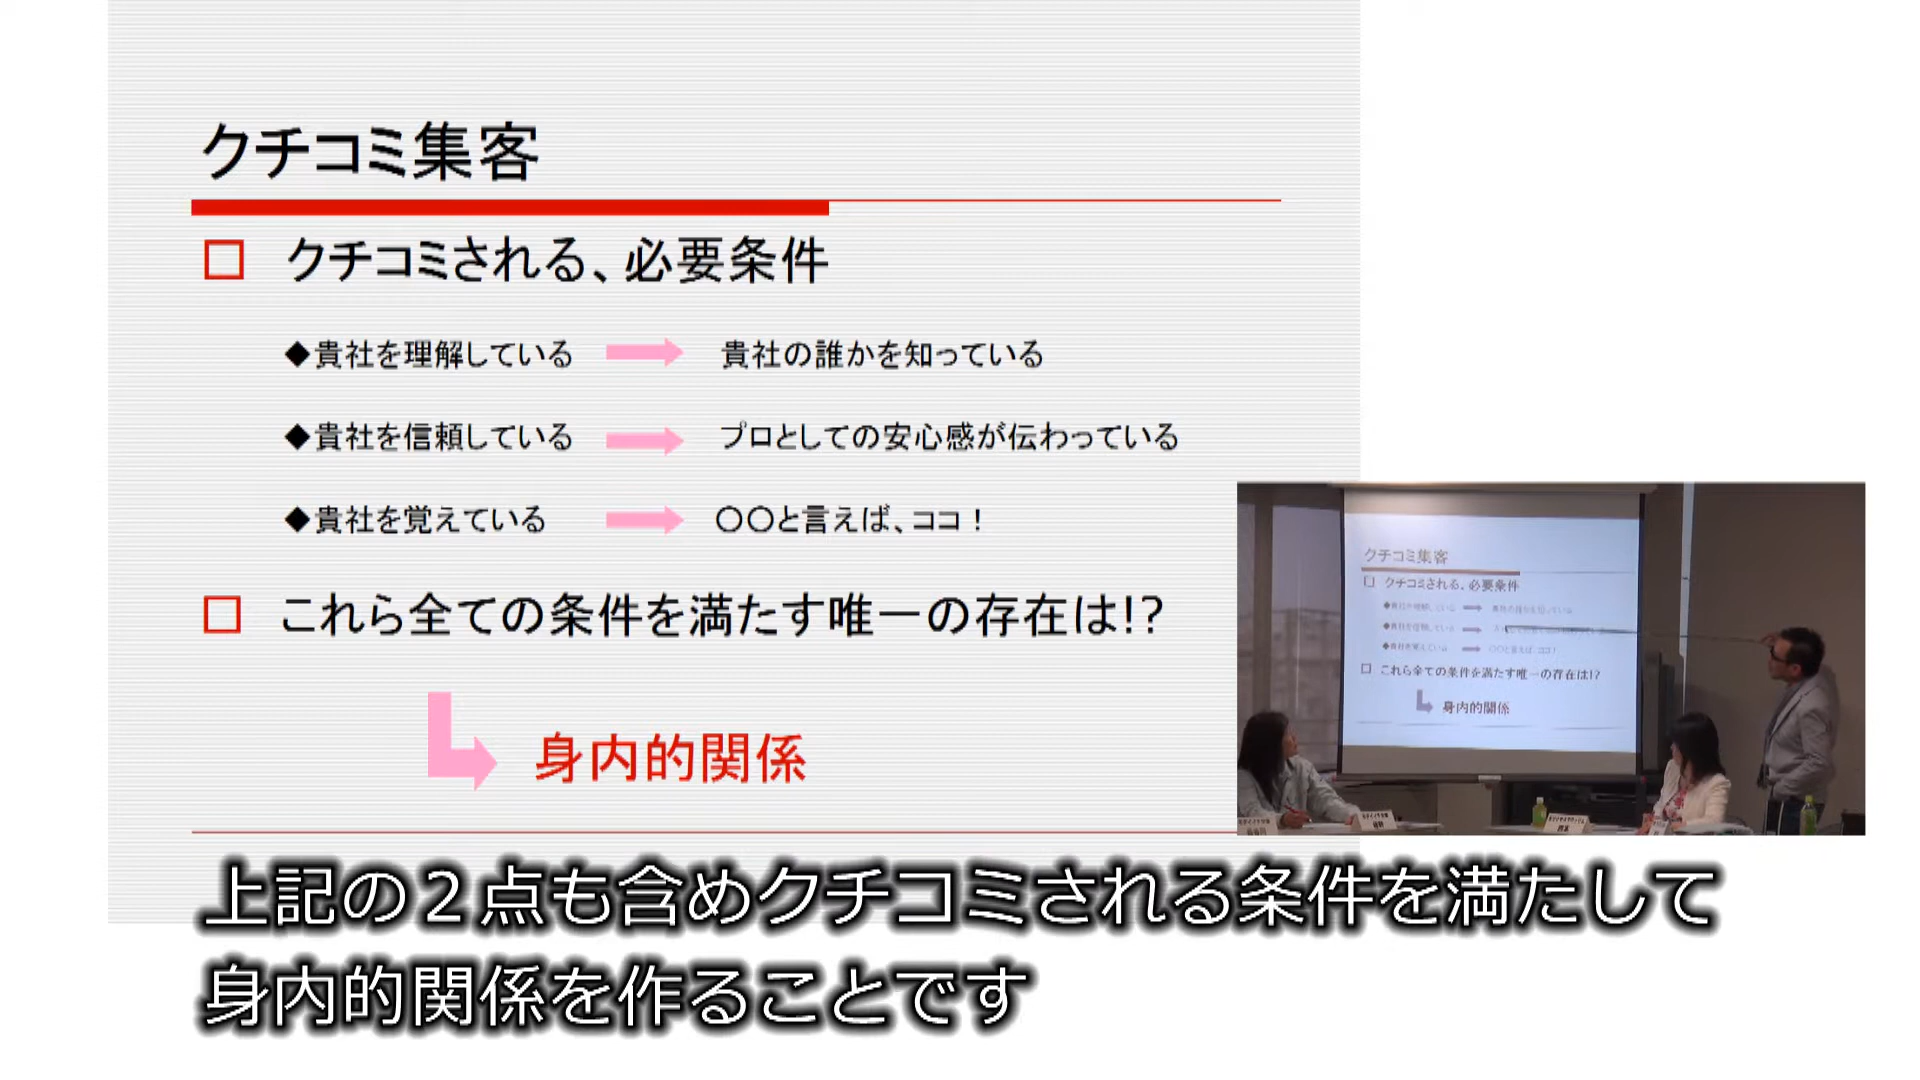 クチコミ集客
□ クチコミされる、必要条件
◆貴社を理解している ➡ 貴社の誰かを知っている
◆貴社を信頼している ➡ プロとしての安心感が伝わっている
◆貴社を覚えている ➡ 〇〇と言えば、ココ！
□ これら全ての条件を満たす唯一の存在は!?
身内的関係
クチコミ集客
□ クチコミされる、必要条件
□ これら全ての条件を満たす唯一の存在は!?
身内的関係
上記の２点も含めクチコミされる条件を満たして
身内的関係を作ることです